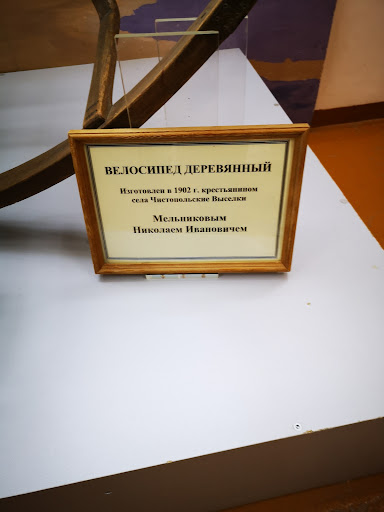 ВЕЛОСИПЕД ДЕРЕВЯННЫЙ
Изготовлен в 1902 г. крестьянином
села Чистопольские Выселки
Мельниковым
Николаем Ивановичем